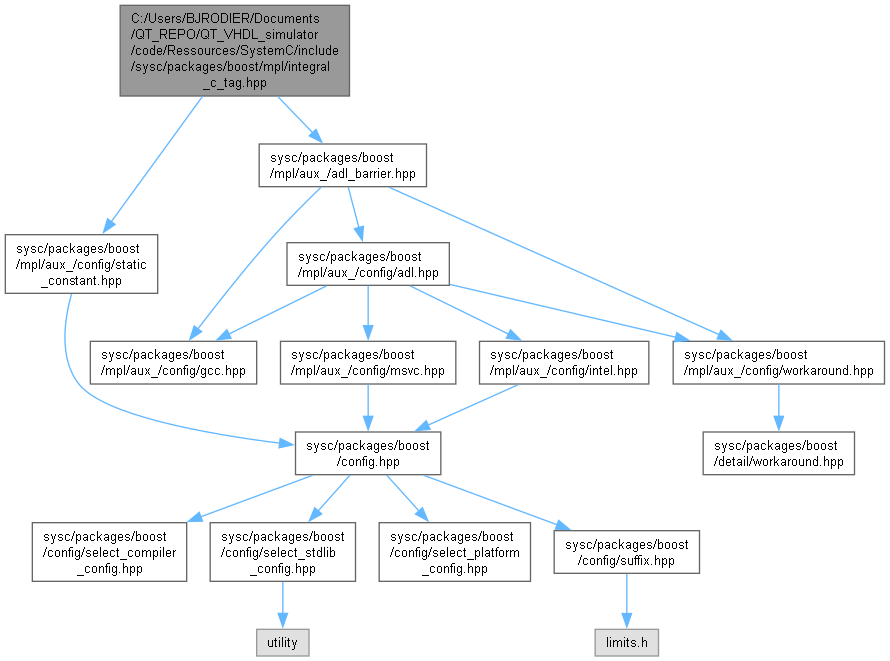 C:/Users/BJRODIER/Documents
/QT_REPO/QT_VHDL_simulator
/code/Ressources/SystemC/include
/sysc/packages/boost/mpl/integral
_c_tag.hpp
sysc/packages/boost
/mpl/aux_/adl_barrier.hpp
sysc/packages/boost
/mpl/aux_/config/static
_constant.hpp
sysc/packages/boost
/mpl/aux_/config/adl.hpp
sysc/packages/boost
/mpl/aux_/config/gcc.hpp
sysc/packages/boost
/mpl/aux_/config/msvc.hpp
sysc/packages/boost
/mpl/aux_/config/intel.hpp
sysc/packages/boost
/mpl/aux_/config/workaround.hpp
sysc/packages/boost
/config.hpp
sysc/packages/boost
/detail/workaround.hpp
sysc/packages/boost
/config/select_compiler
_config.hpp
sysc/packages/boost
/config/select_stdlib
_config.hpp
sysc/packages/boost
/config/select_platform
_config.hpp
sysc/packages/boost
/config/suffix.hpp
utility
limits.h